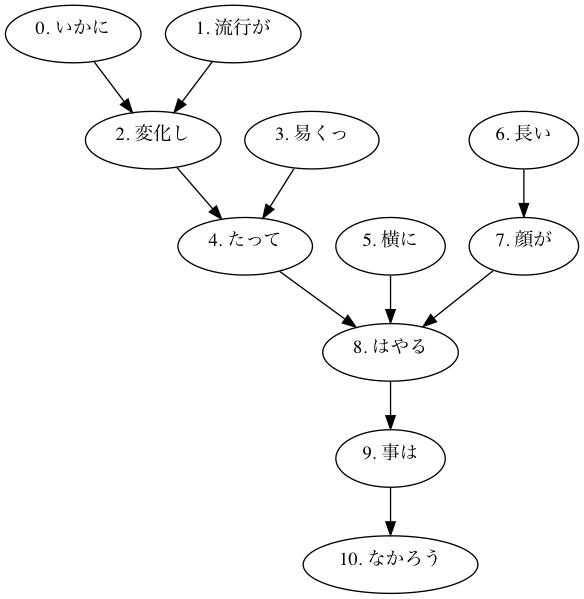 0. いかに
1. 流行が
2. 変化し
3. 易くっ
6. 長い
4. たって
5. 横に
7. 顔が
8. はやる
9. 事は
10. なかろう